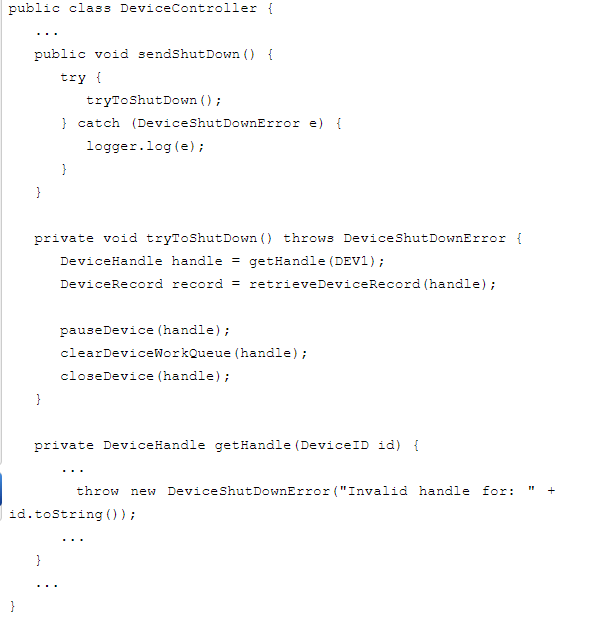 public class DeviceController {
...
public void sendShutDown() {
try {
tryToShutDown();
} catch (DeviceShutDownError e) {
logger.log(e);
}
}
private void tryToShutDown() throws DeviceShutDownError {
DeviceHandle handle = getHandle(DEV1);
DeviceRecord record = retrieveDeviceRecord(handle);
pauseDevice(handle);
clearDeviceWorkQueue(handle);
closeDevice(handle);
}
private DeviceHandle getHandle(DeviceID id) {
...
throw new DeviceShutDownError("Invalid handle for: " +
id.toString());
...
}
...
}